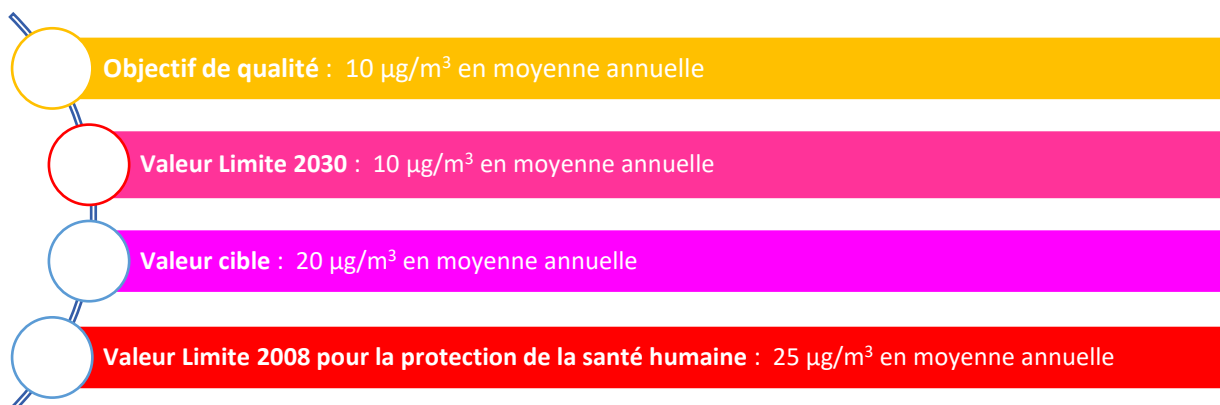 Objectif de qualité : 10 µg/m³ en moyenne annuelle
Valeur Limite 2030 : 10 µg/m³ en moyenne annuelle
Valeur cible : 20 µg/m³ en moyenne annuelle
Valeur Limite 2008 pour la protection de la santé humaine : 25 µg/m³ en moyenne annuelle